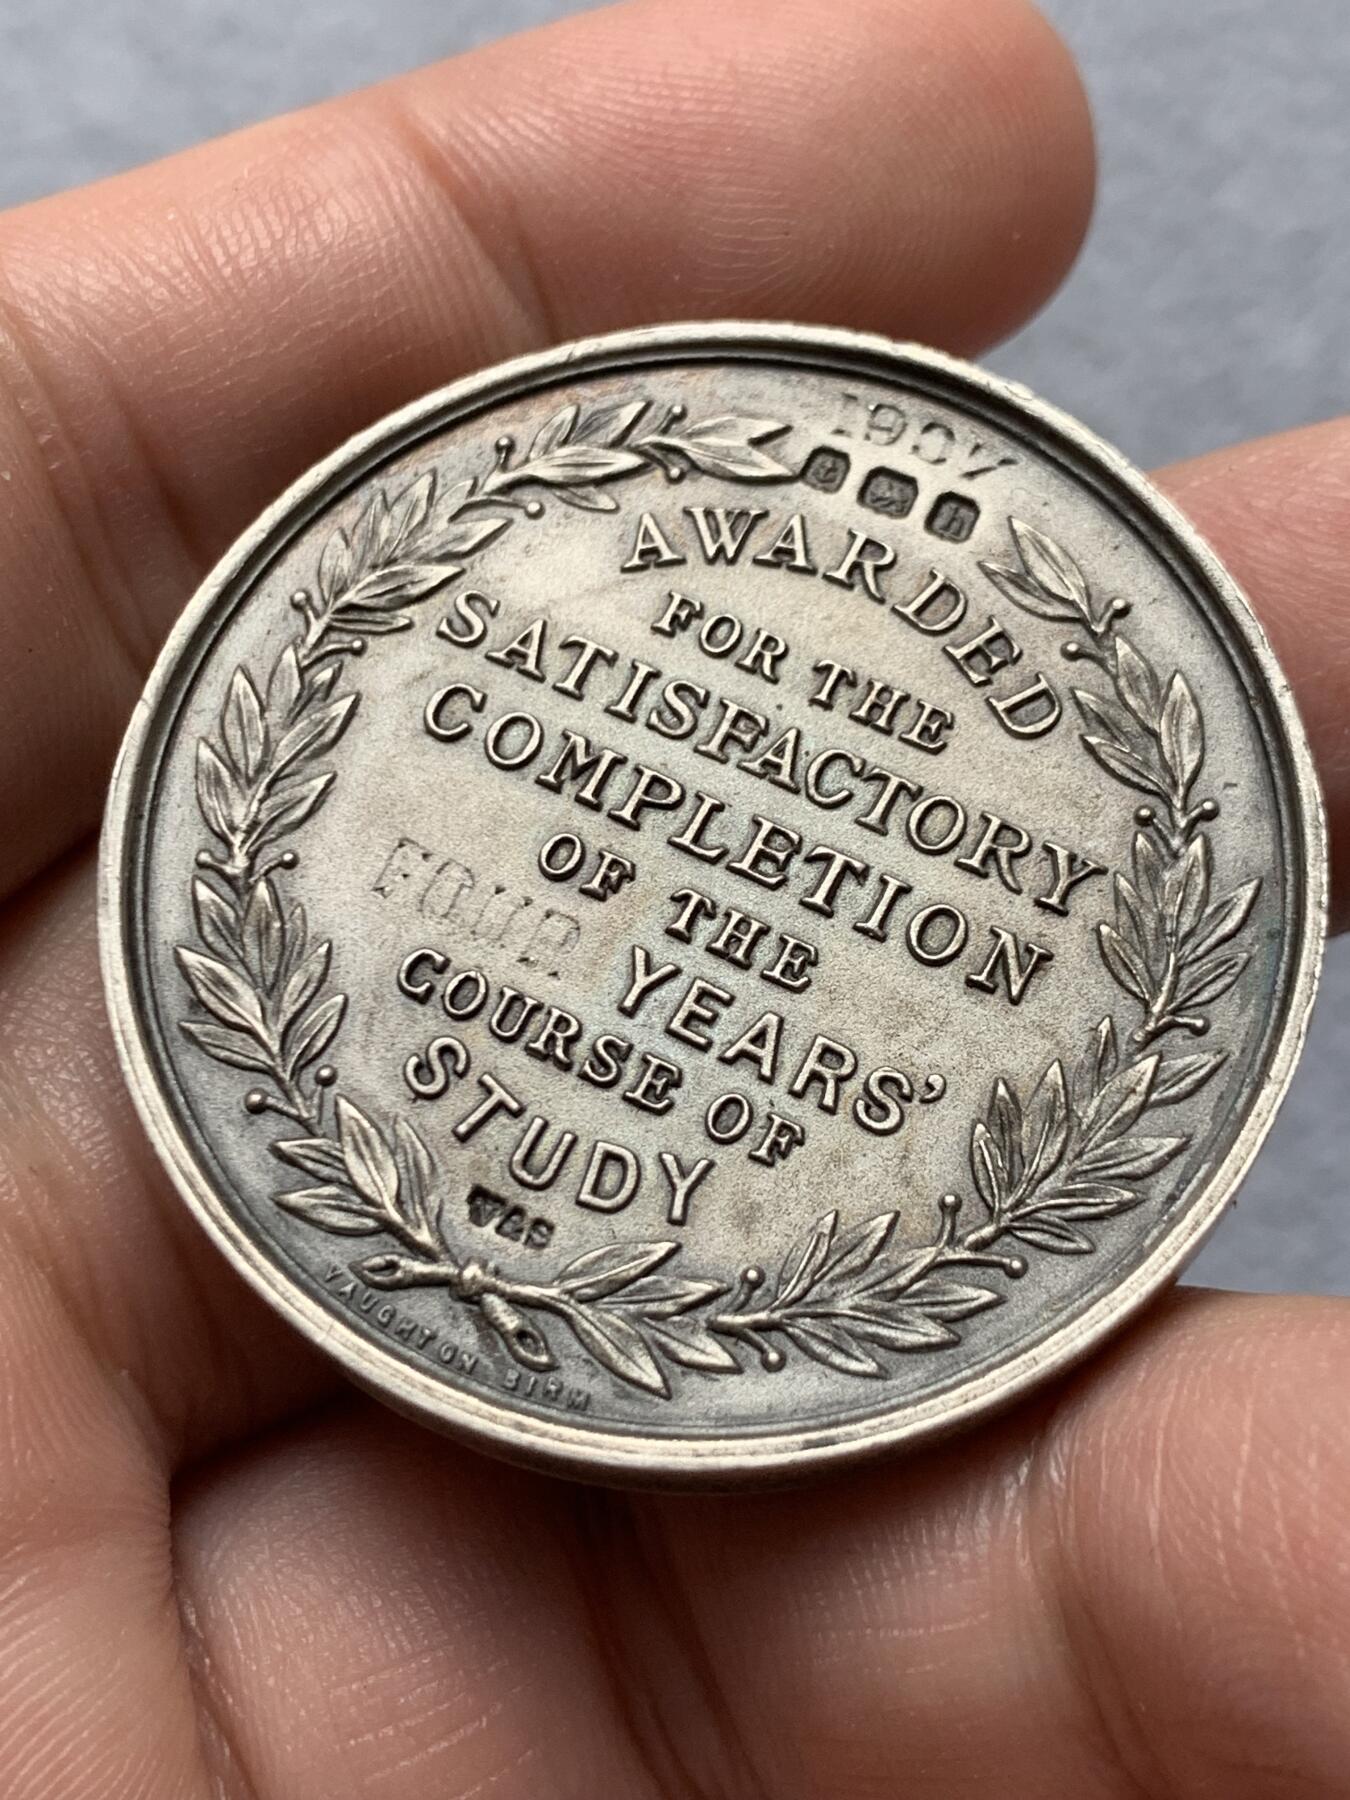 1907
h
AWARDED
FOR THE
SATISFACTORY
COMPLETION
OF THE
FOUR YEARS'
COURSE OF
STUDY
V&S
VAUGHTON BIRM